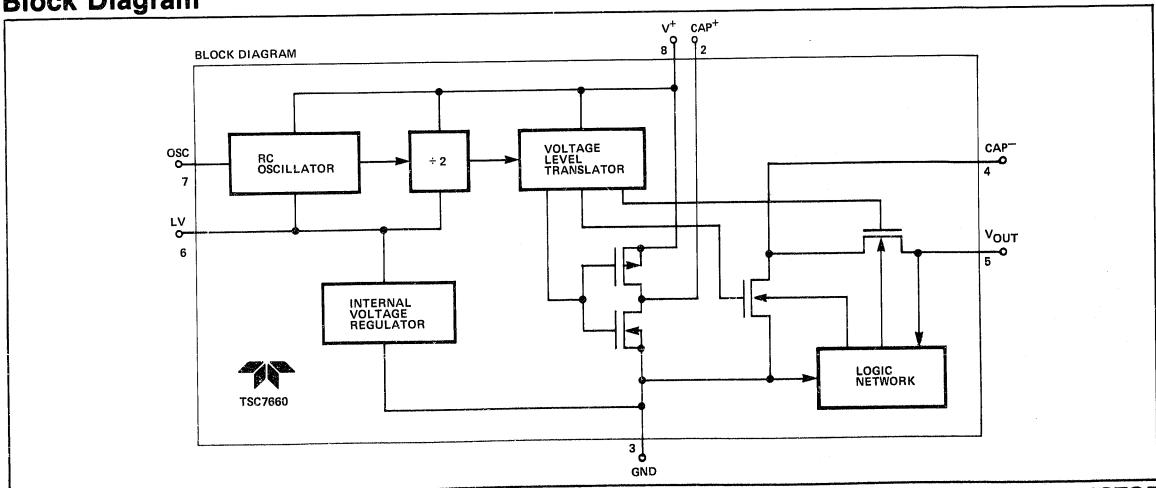 Block Diagram
V+ CAP+
8 2
BLOCK DIAGRAM
OSC
7
RC
OSCILLATOR
÷ 2
VOLTAGE
LEVEL
TRANSLATOR
CAP−
4
LV
6
VOUT
5
INTERNAL
VOLTAGE
REGULATOR
LOGIC
NETWORK
TSC7660
3
GND